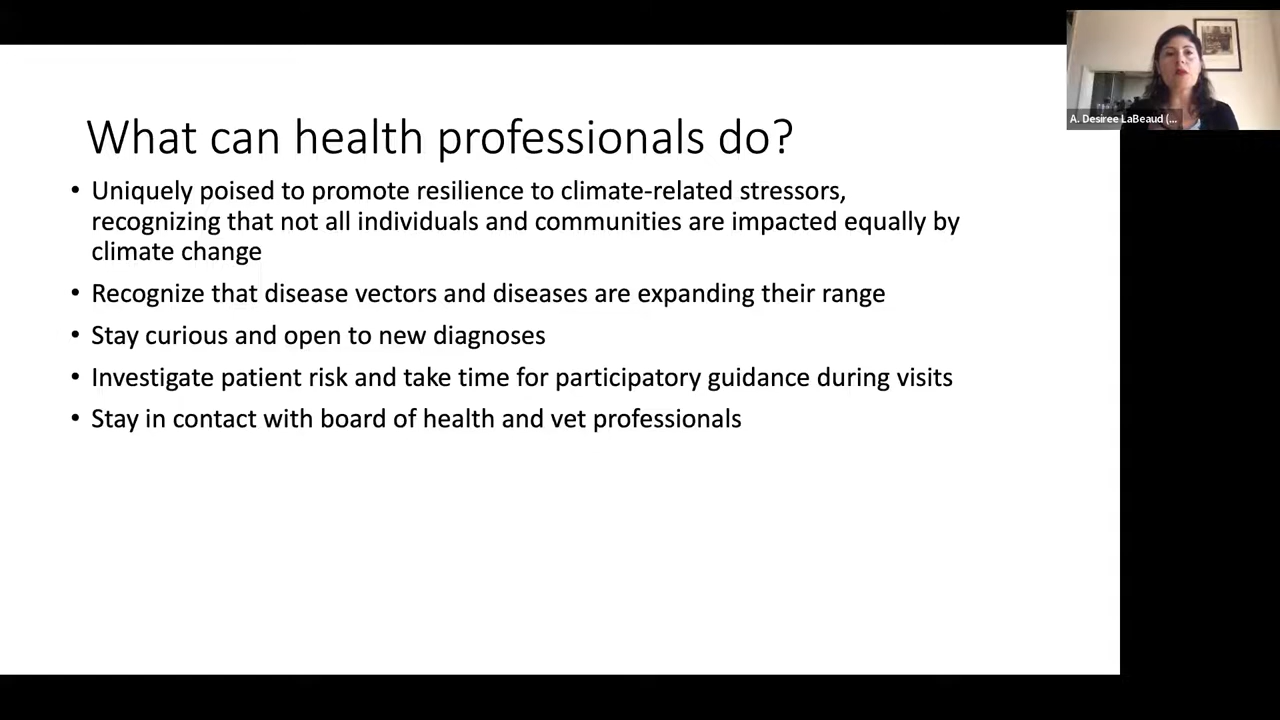 What can health professionals do?
• Uniquely poised to promote resilience to climate-related stressors,
recognizing that not all individuals and communities are impacted equally by
climate change
• Recognize that disease vectors and diseases are expanding their range
• Stay curious and open to new diagnoses
• Investigate patient risk and take time for participatory guidance during visits
• Stay in contact with board of health and vet professionals
A. Desiree LaBeaud (...